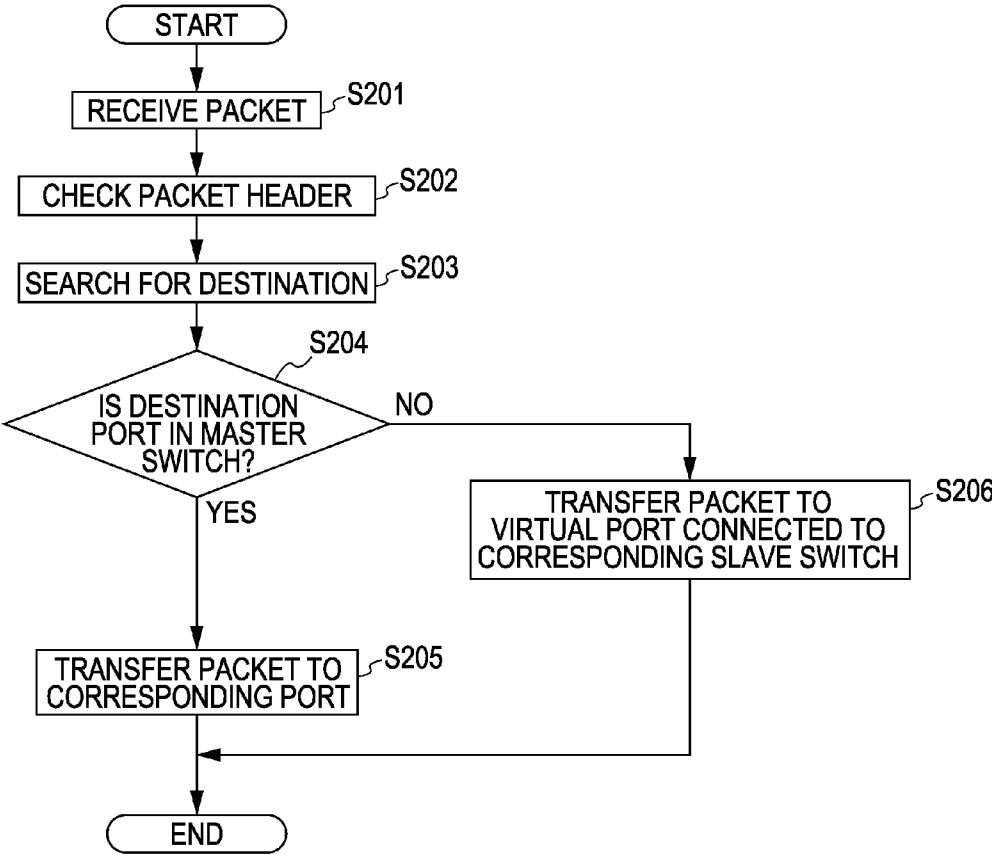 START
RECEIVE PACKET
S201
CHECK PACKET HEADER
S202
SEARCH FOR DESTINATION
S203
S204
IS DESTINATION
PORT IN MASTER
SWITCH?
NO
YES
TRANSFER PACKET TO
VIRTUAL PORT CONNECTED TO
CORRESPONDING SLAVE SWITCH
S206
TRANSFER PACKET TO
CORRESPONDING PORT
S205
END